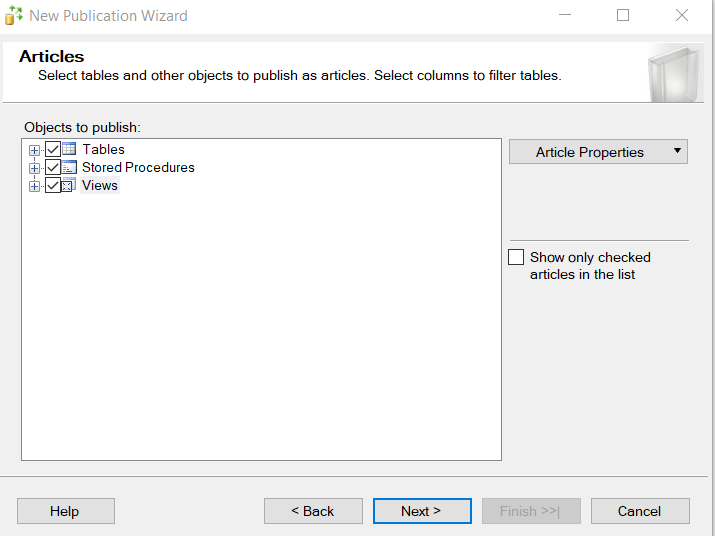 New Publication Wizard
Articles
Select tables and other objects to publish as articles. Select columns to filter tables.
Objects to publish:
Tables
Stored Procedures
Views
Article Properties
Show only checked
articles in the list
Help
< Back
Next >
Finish >>|
Cancel